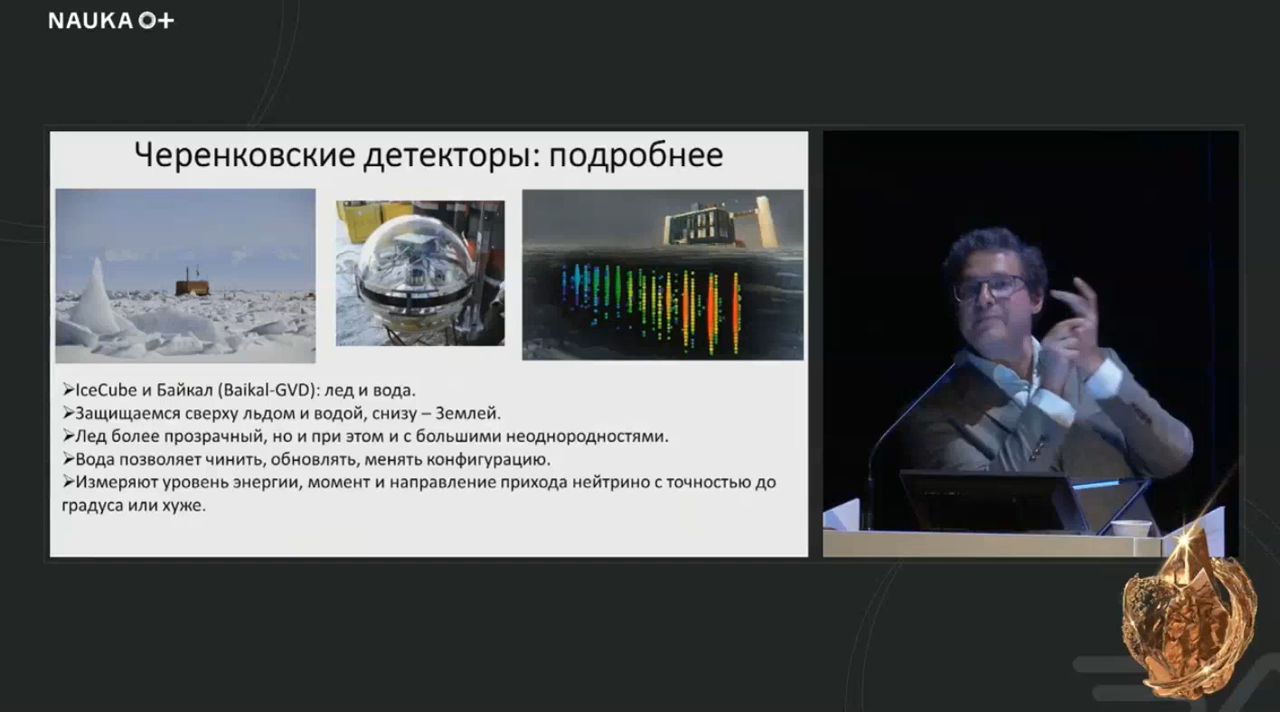 NAUKA 0+
Черенковские детекторы: подробнее
➢IceCube и Байкал (Baikal-GVD): лед и вода.
➢Защищаемся сверху льдом и водой, снизу – Землей.
➢Лед более прозрачный, но и при этом и с большими неоднородностями.
➢Вода позволяет чинить, обновлять, менять конфигурацию.
➢Измеряют уровень энергии, момент и направление прихода нейтрино с точностью до
градуса или хуже.